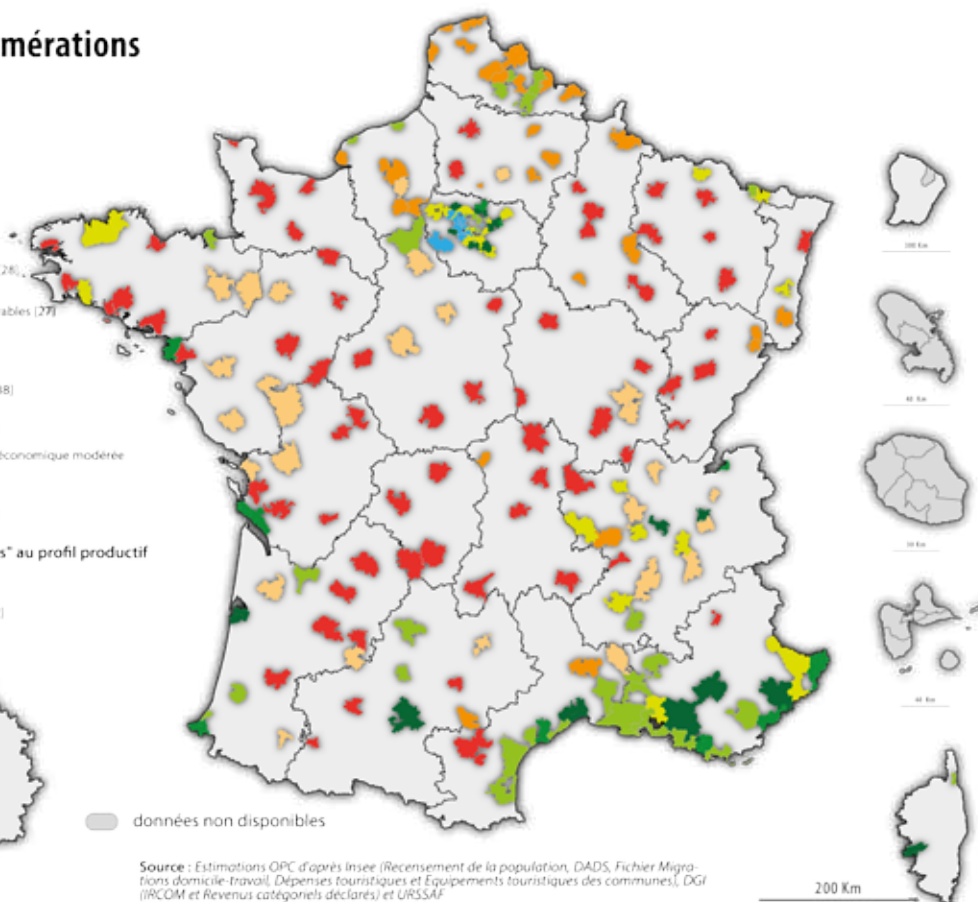 mérations
28)
ables (27)
38)
économique modérée
s" au profil productif
données non disponibles
Source : Estimations OPC d'après Insee (Recensement de la population, DADS, Fichier Migra-
tions domicile-travail, Dépenses touristiques et Equipements touristiques des communes), DGI
(IRCOM et Revenus catégoriels déclarés) et URSSAF
200 Km